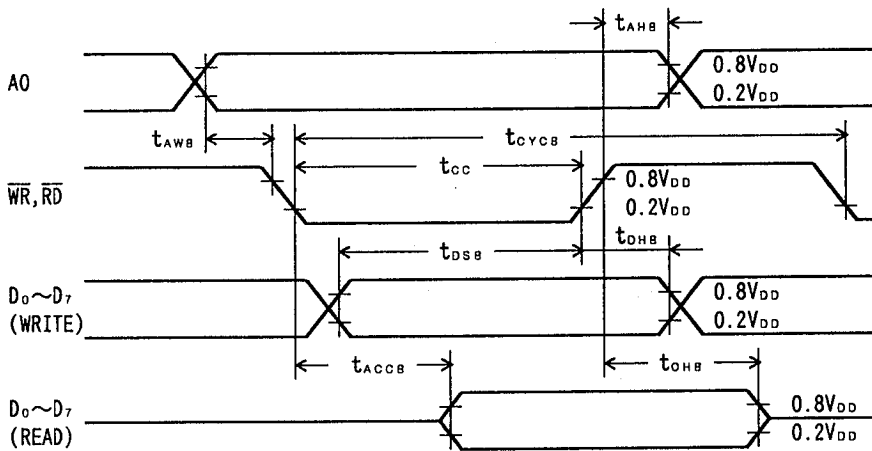 tAH8
A0
0.8VDD
0.2VDD
tAW8
tCYC8
tCC
WR, RD
0.8VDD
0.2VDD
tDS8
tDH8
D0~D7
(WRITE)
0.8VDD
0.2VDD
tACC8
tOH8
D0~D7
(READ)
0.8VDD
0.2VDD